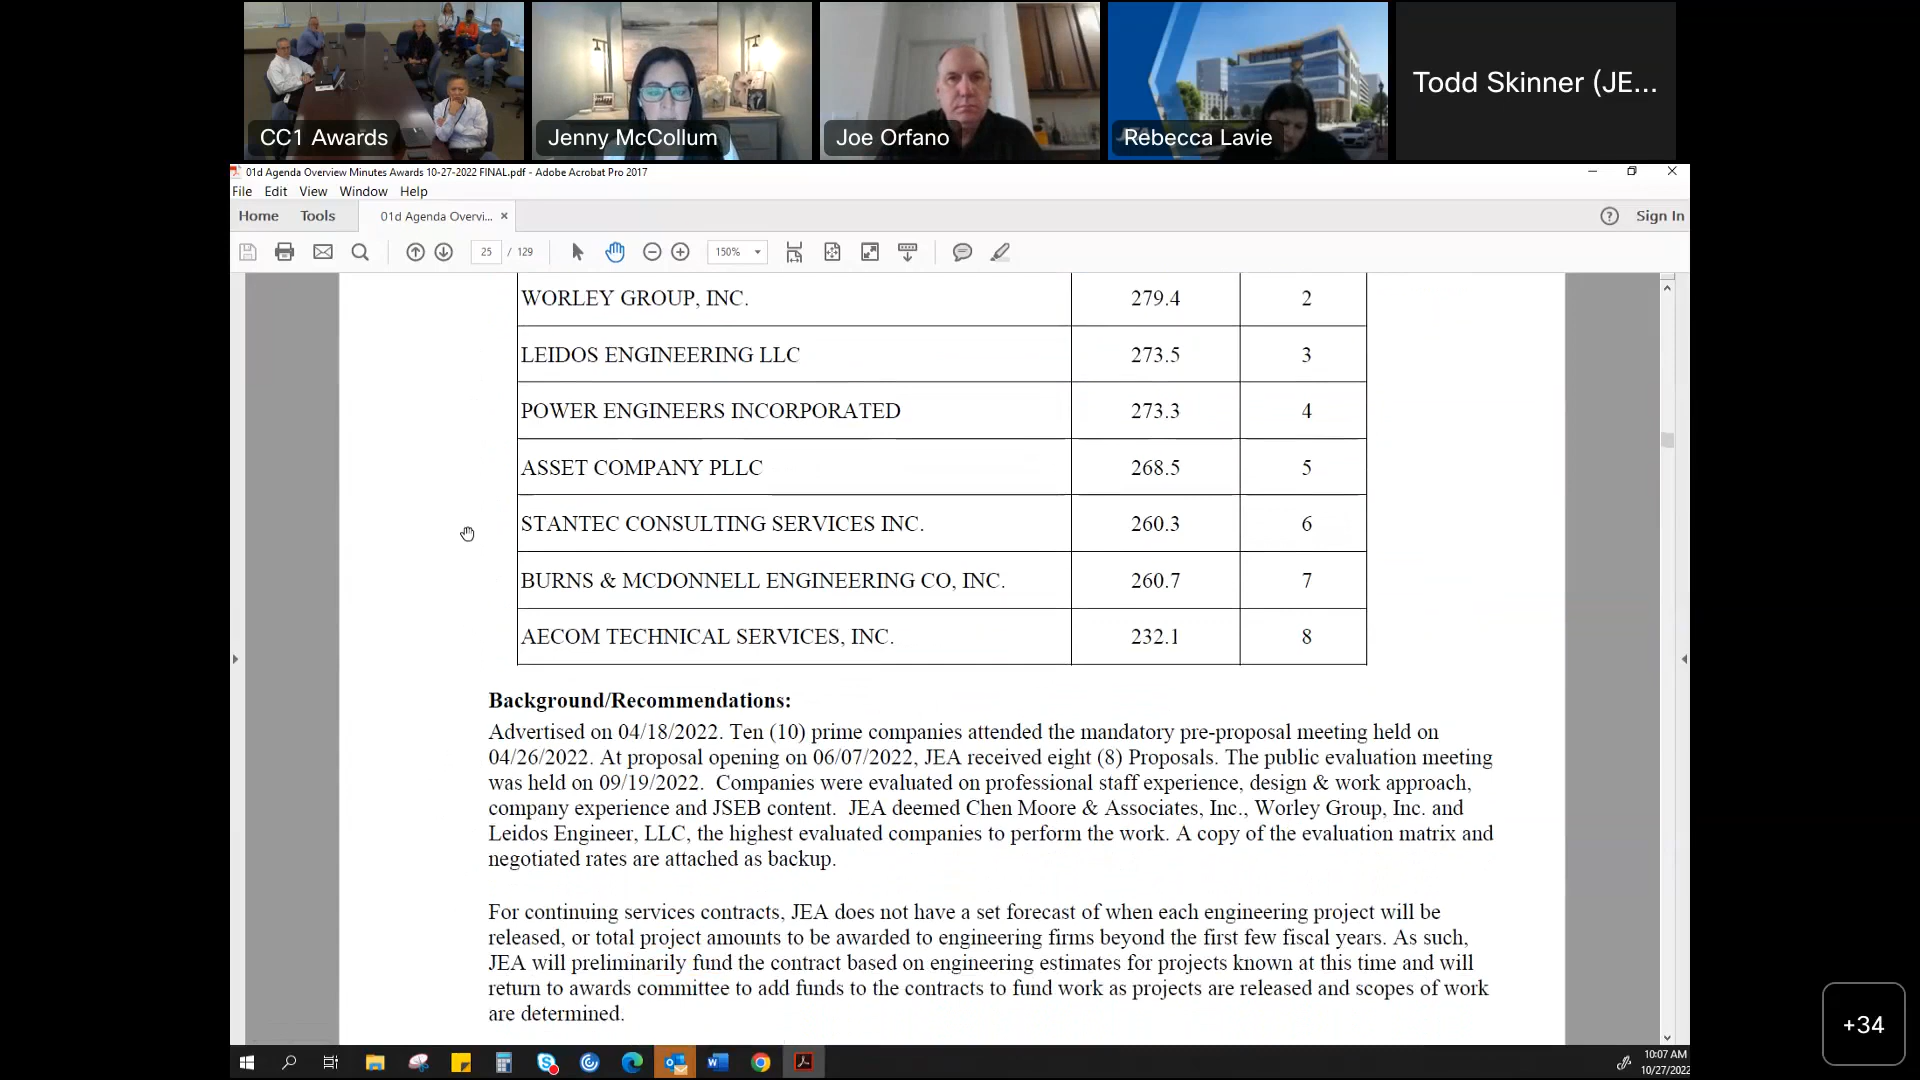 CC1 Awards
Jenny McCollum
Joe Orfano
Rebecca Lavie
Todd Skinner (JE...
01d Agenda Overview Minutes Awards 10-27-2022 FINAL.pdf - Adobe Acrobat Pro 2017
File Edit View Window Help
Home Tools 01d Agenda Overvi... × Sign In
25 / 129 150%
WORLEY GROUP, INC. 279.4 2
LEIDOS ENGINEERING LLC 273.5 3
POWER ENGINEERS INCORPORATED 273.3 4
ASSET COMPANY PLLC 268.5 5
STANTEC CONSULTING SERVICES INC. 260.3 6
BURNS & MCDONNELL ENGINEERING CO, INC. 260.7 7
AECOM TECHNICAL SERVICES, INC. 232.1 8
Background/Recommendations:
Advertised on 04/18/2022. Ten (10) prime companies attended the mandatory pre-proposal meeting held on
04/26/2022. At proposal opening on 06/07/2022, JEA received eight (8) Proposals. The public evaluation meeting
was held on 09/19/2022. Companies were evaluated on professional staff experience, design & work approach,
company experience and JSEB content. JEA deemed Chen Moore & Associates, Inc., Worley Group, Inc. and
Leidos Engineer, LLC, the highest evaluated companies to perform the work. A copy of the evaluation matrix and
negotiated rates are attached as backup.
For continuing services contracts, JEA does not have a set forecast of when each engineering project will be
released, or total project amounts to be awarded to engineering firms beyond the first few fiscal years. As such,
JEA will preliminarily fund the contract based on engineering estimates for projects known at this time and will
return to awards committee to add funds to the contracts to fund work as projects are released and scopes of work
are determined.
+34
10:07 AM
10/27/2022